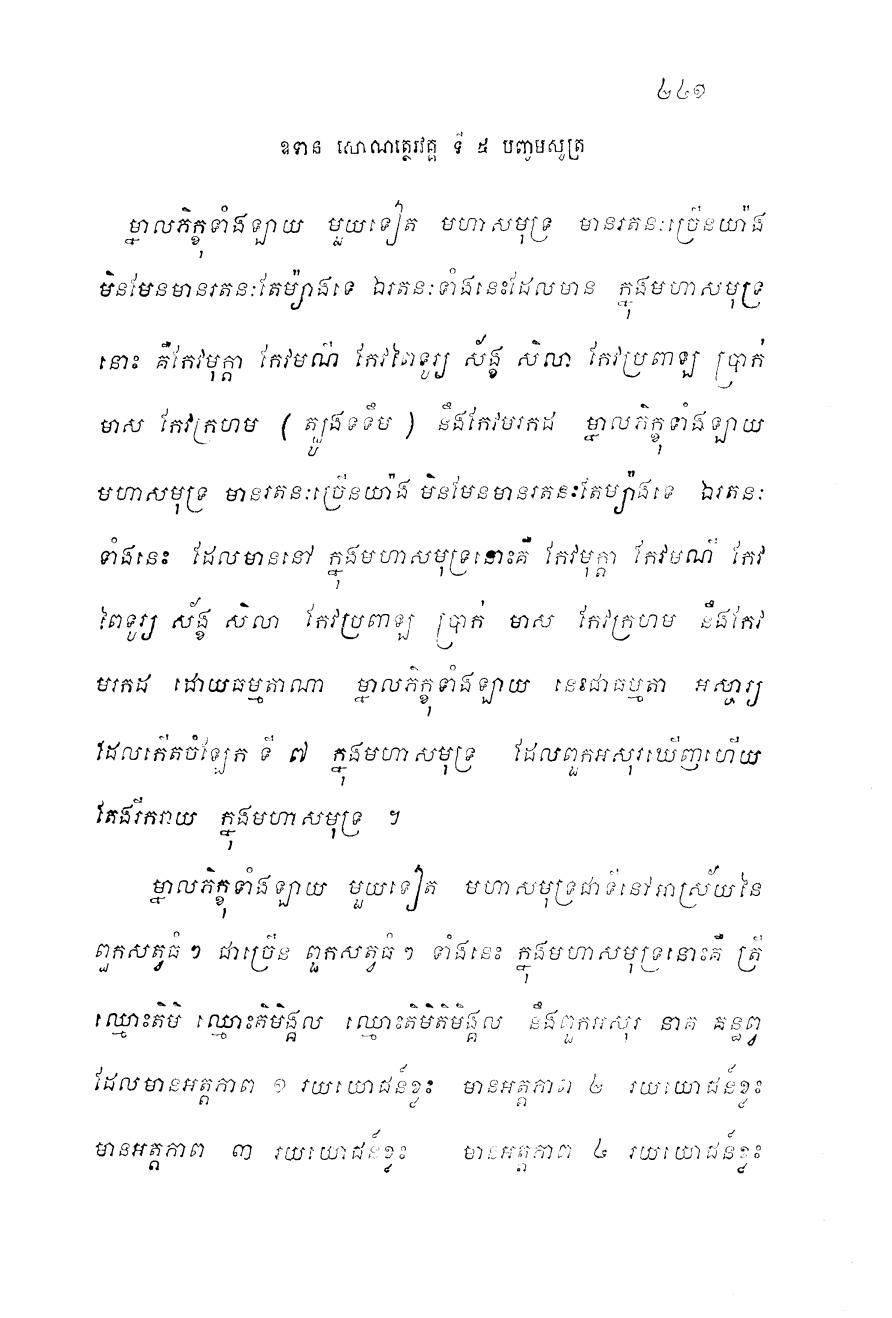 ២៤១
ឧទាន សោណត្ថេរវគ្គ ទី ៥ បញ្ចមសូត្រ
ម្នាលភិក្ខុទាំងឡាយ មួយទៀត មហាសមុទ្រ មានរតនៈច្រើនយ៉ាង
មិនមែនមានរតនៈតែម្យ៉ាងទេ ឯរតនៈទាំងនេះដែលមាន ក្នុងមហាសមុទ្រ
នោះ គឺកែវមុក្តា កែវមណី កែវពៃទូរ្យ ស័ង្ខ សិលា កែវប្រពាឡ ប្រាក់
មាស កែវក្រហម ( ត្បូងទទឹម ) នឹងកែវមរកដ ម្នាលភិក្ខុទាំងឡាយ
មហាសមុទ្រ មានរតនៈច្រើនយ៉ាង មិនមែនមានរតនៈតែម្យ៉ាងទេ ឯរតនៈ
ទាំងនេះ ដែលមាននៅ ក្នុងមហាសមុទ្រនោះគឺ កែវមុក្តា កែវមណី កែវ
ពៃទូរ្យ ស័ង្ខ សិលា កែវប្រពាឡ ប្រាក់ មាស កែវក្រហម នឹងកែវ
មរកដ ដោយធម្មតាណា ម្នាលភិក្ខុទាំងឡាយ នេះជាធម្មតា អស្ចារ្យ
ដែលកើតចំឡែក ទី ៧ ក្នុងមហាសមុទ្រ ដែលពួកអសុរឃើញហើយ
តែងរីករាយ ក្នុងមហាសមុទ្រ ។
ម្នាលភិក្ខុទាំងឡាយ មួយទៀត មហាសមុទ្រជាទីនៅអាស្រ័យនៃ
ពួកសត្វធំៗ ជាច្រើន ពួកសត្វធំៗ ទាំងនេះ ក្នុងមហាសមុទ្រនោះគឺ ត្រី
ឈ្មោះតិមិ ឈ្មោះតិមិង្គល ឈ្មោះតិមិតិមិង្គល នឹងពួកអសុរ នាគ គន្ធព្វ
ដែលមានអត្តភាព ១ រយយោជន៍ខ្លះ មានអត្តភាព ២ រយយោជន៍ខ្លះ
មានអត្តភាព ៣ រយយោជន៍ខ្លះ មានអត្តភាព ៤ រយយោជន៍ខ្លះ